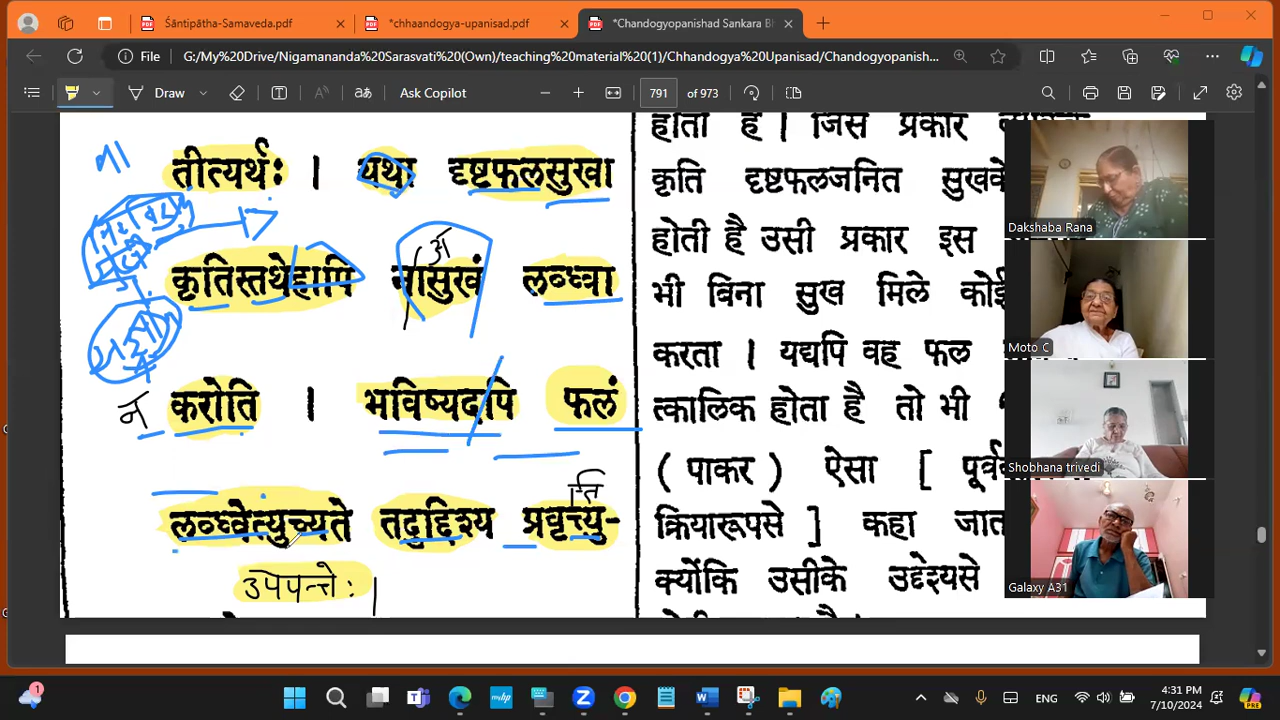 Śāntipātha-Samaveda.pdf
*chhaandogya-upanisad.pdf
*Chandogyopanishad Sankara Bh
File
G:/My%20Drive/Nigamananda%20Sarasvati%20(Own)/teaching%20material%20(1)/Chhandogya%20Upanisad/Chandogyopanish...
Draw
Ask Copilot
791 of 973
तीत्यर्थः । यथा दृष्टफलसुखा
कृतिस्तथेहापि नासुखं लब्ध्वा
अ
न करोति । भविष्यदपि फलं
लब्ध्वेत्युच्यते तदुद्दिश्य प्रवृत्त्यु-
त्ति
उपपत्तेः ।
होती है । जिस प्रकार
कृति दृष्टफलजनित सुखके
होती है उसी प्रकार इस
भी बिना सुख मिले कोई
करता । यद्यपि वह फल
त्कालिक होता है तो भी
( पाकर ) ऐसा [ पूर्व
क्रियारूपसे ] कहा जात
क्योंकि उसीके उद्देश्यसे
Dakshaba Rana
Moto C
Shobhana trivedi
Galaxy A31
1
ENG
4:31 PM
7/10/2024